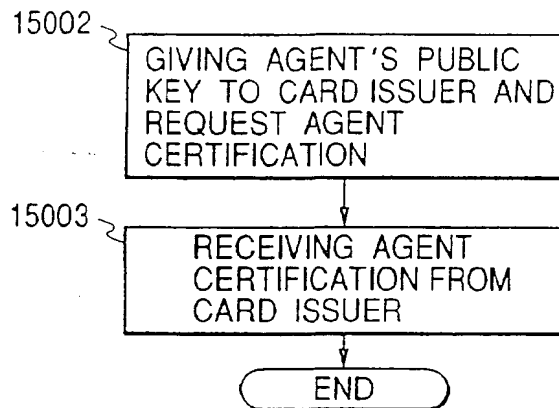 15002
GIVING AGENT'S PUBLIC
KEY TO CARD ISSUER AND
REQUEST AGENT
CERTIFICATION
15003
RECEIVING AGENT
CERTIFICATION FROM
CARD ISSUER
END